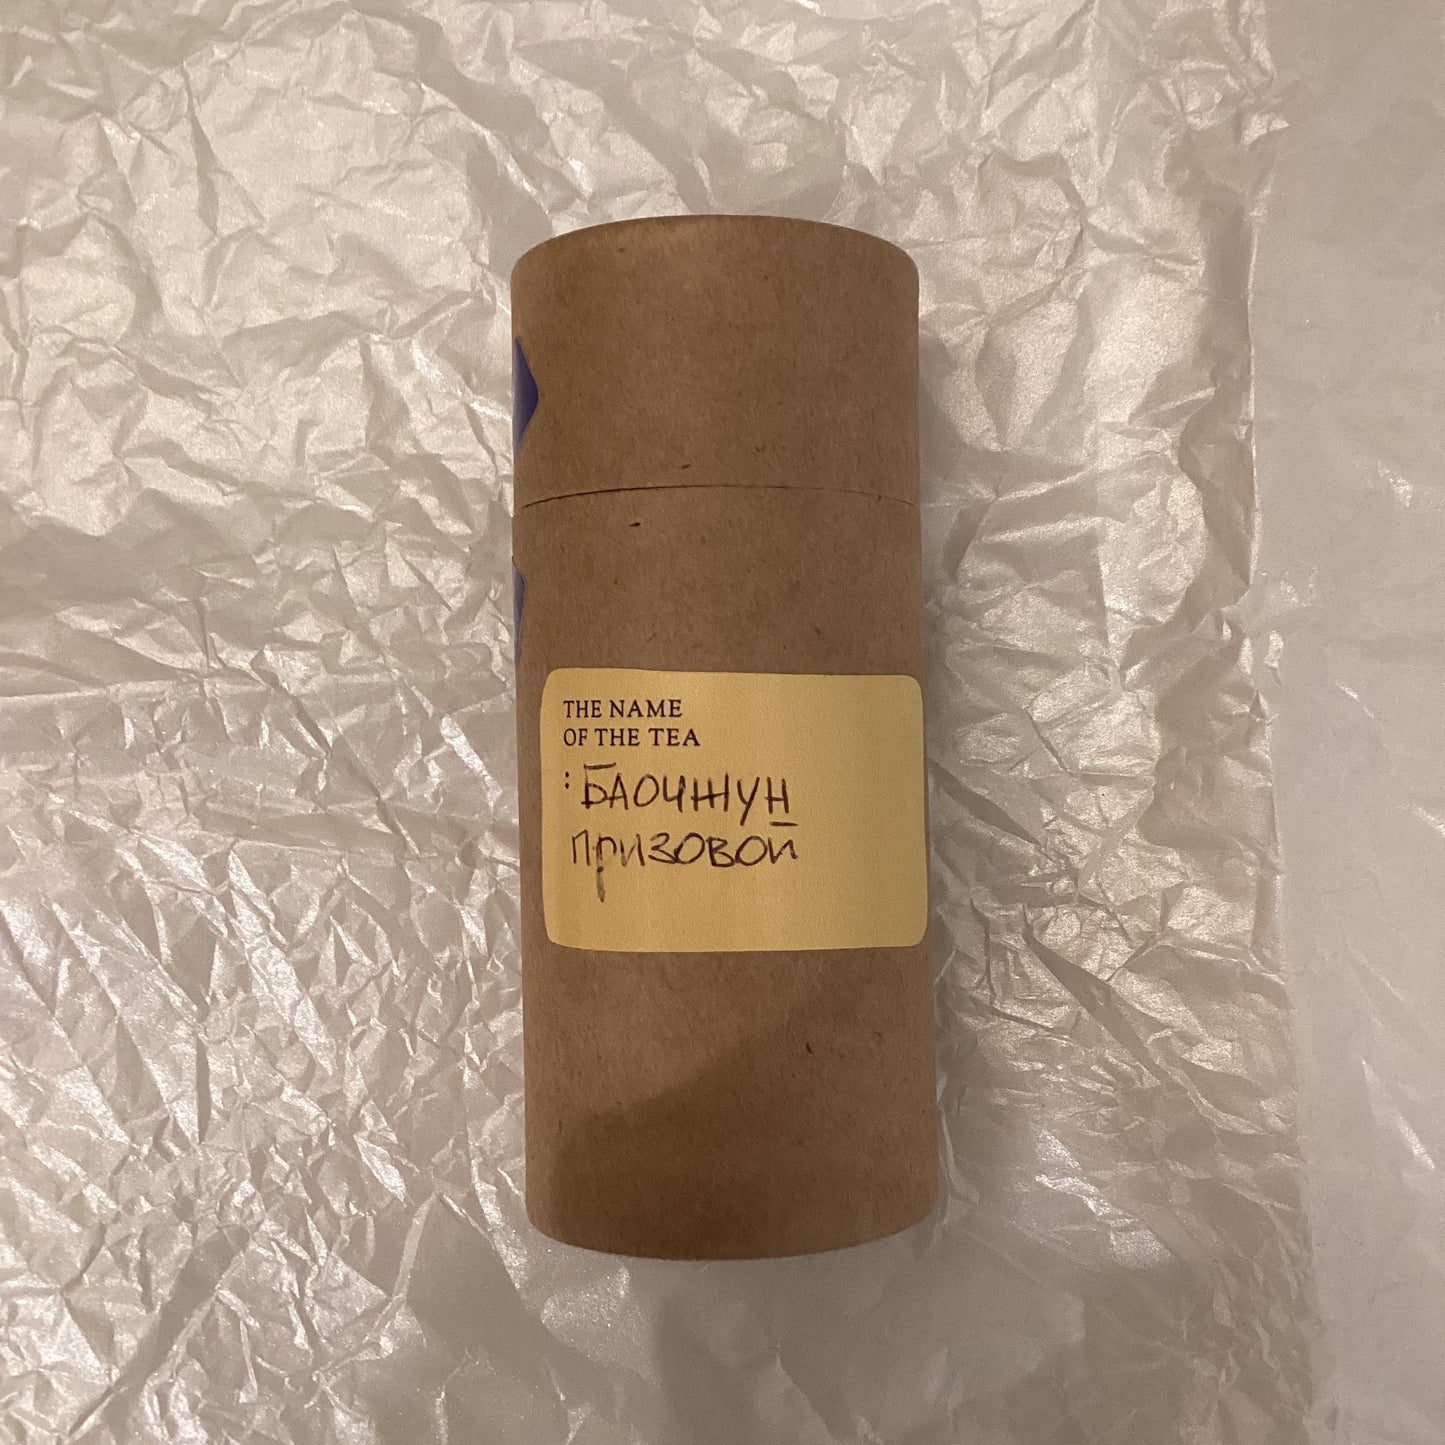 THE NAME
OF THE TEA
: БАОЧЖУН
ПРИЗОВОЙ